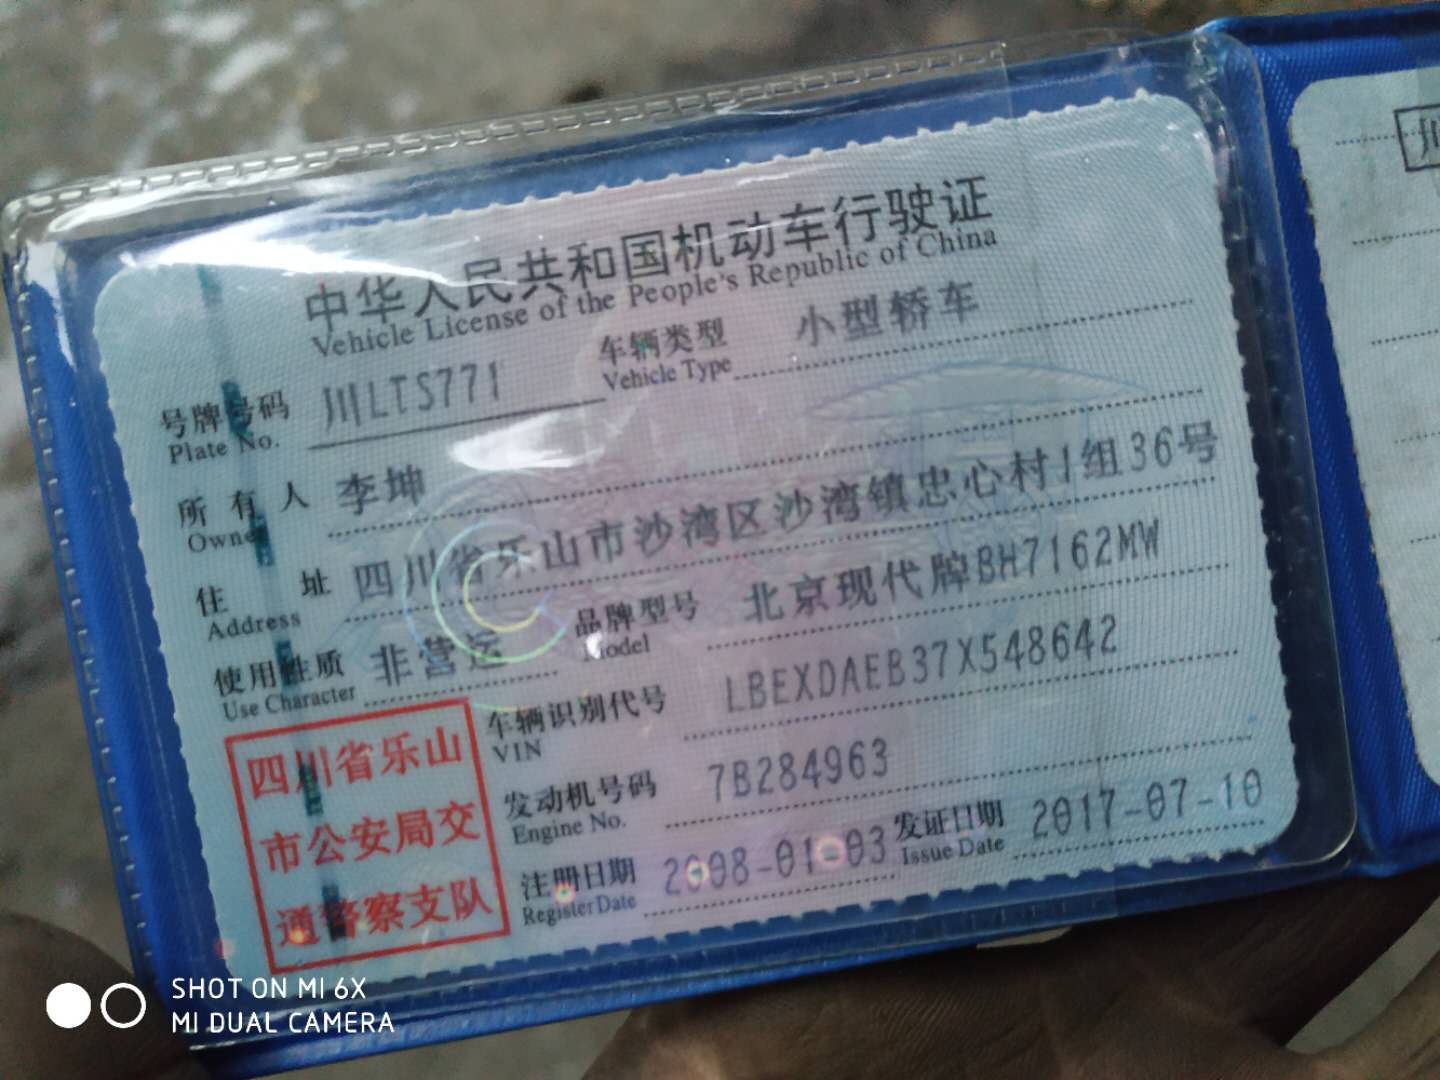 中华人民共和国机动车行驶证
Vehicle License of the People's Republic of China
号牌号码 川LTS771 车辆类型 小型轿车
Plate No. Vehicle Type
所有人 李坤
Owner
住址 四川省乐山市沙湾区沙湾镇忠心村1组36号
Address
使用性质 非营运 品牌型号 北京现代牌BH7162MW
Use Character Model
车辆识别代号 LBEXDAEB37X548642
VIN
发动机号码 7B284963
Engine No.
注册日期 2008-01-03 发证日期 2017-07-10
Register Date Issue Date
四川省乐山
市公安局交
通警察支队
川
SHOT ON MI 6X
MI DUAL CAMERA